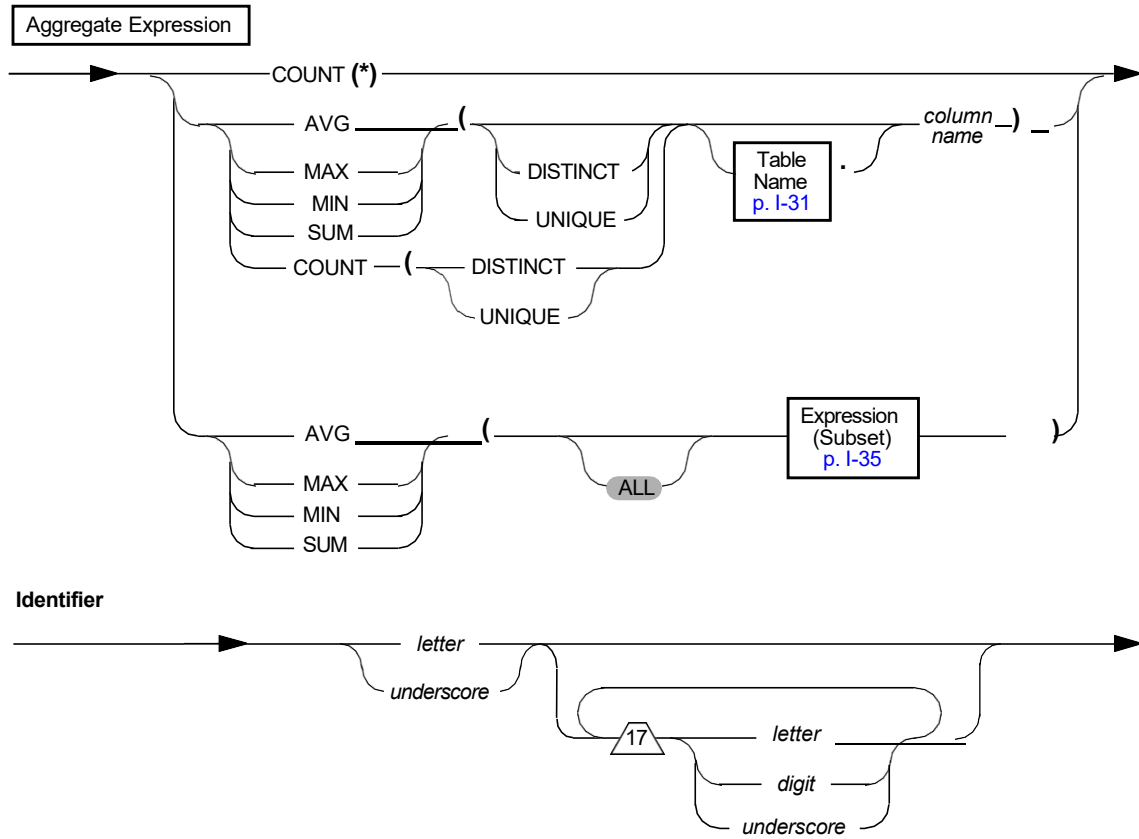 Aggregate Expression
COUNT (*)
AVG ( column
name )
MAX DISTINCT Table
Name .
p. I-31
MIN UNIQUE
SUM
COUNT ( DISTINCT
UNIQUE
AVG ( Expression
(Subset)
p. I-35 )
MAX ALL
MIN
SUM
Identifier
letter
underscore
17 letter
digit
underscore